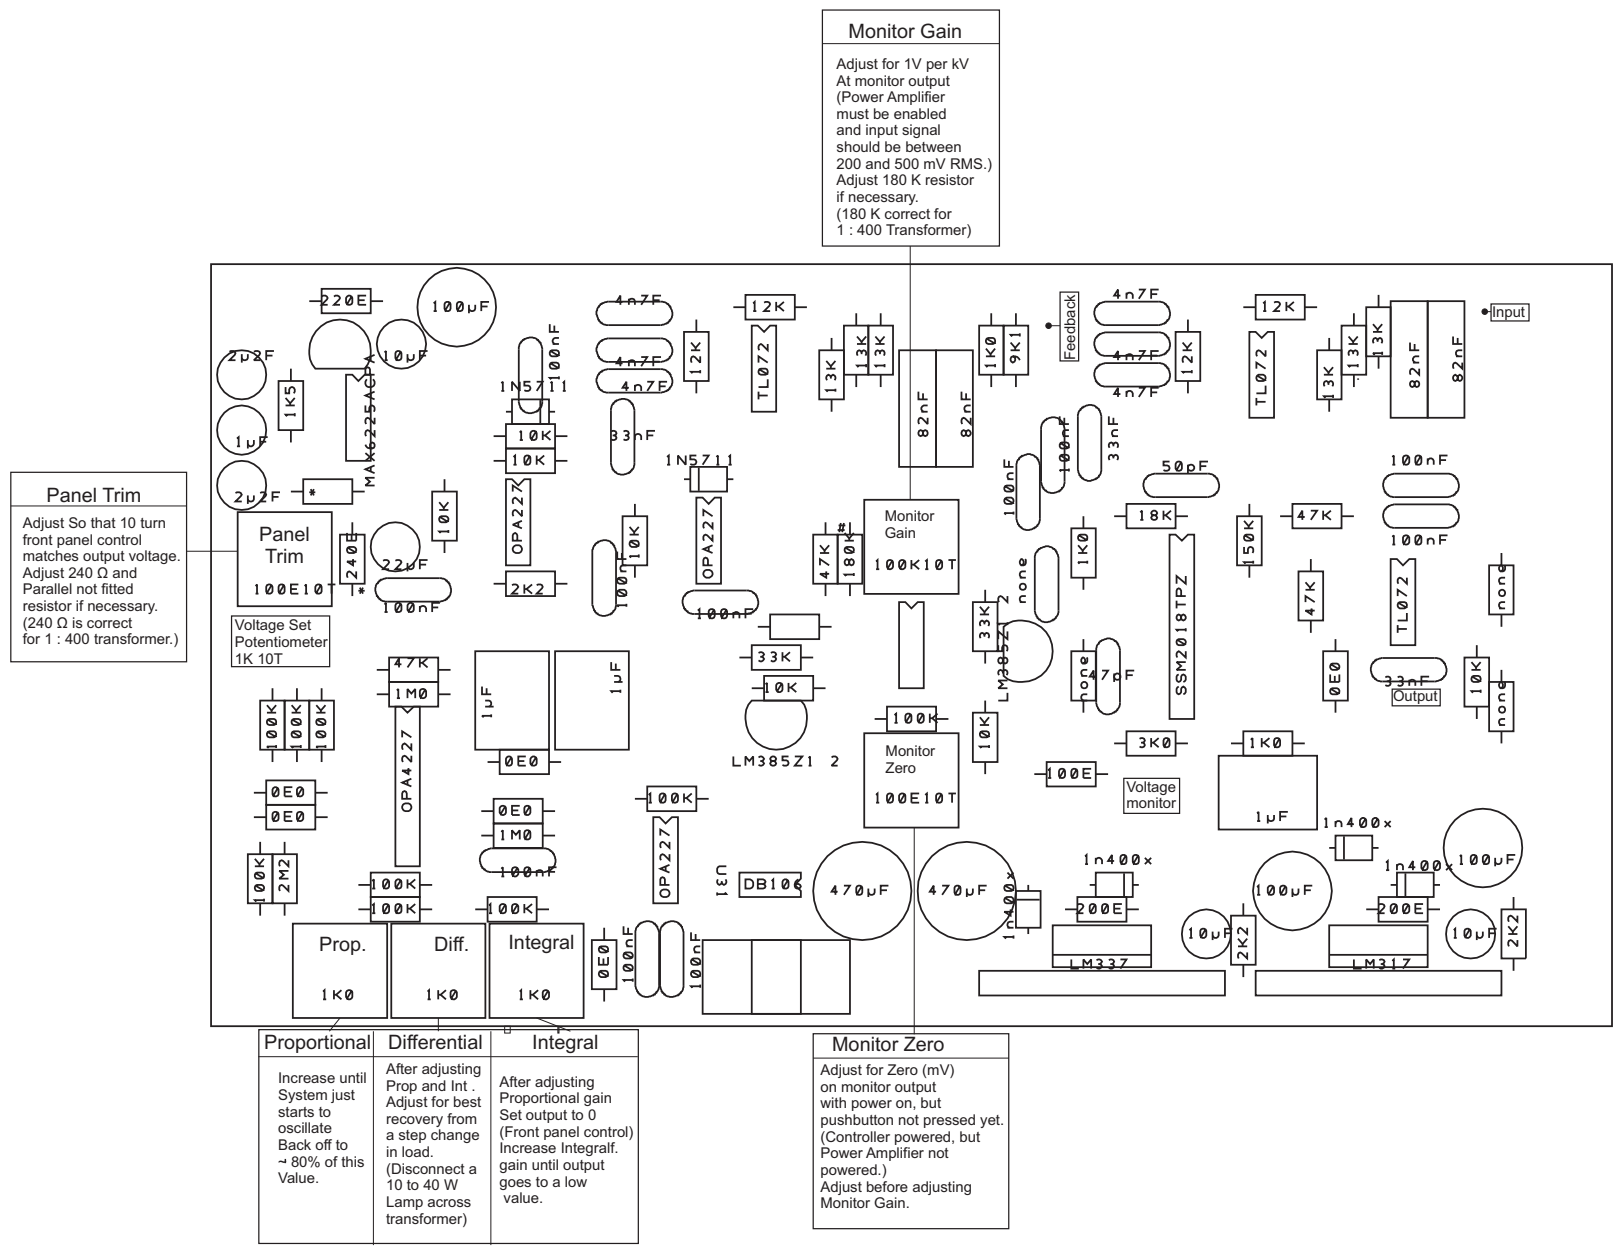 Monitor Gain
Adjust for 1V per kV
At monitor output
(Power Amplifier
must be enabled
and input signal
should be between
200 and 500 mV RMS.)
Adjust 180 K resistor
if necessary.
(180 K correct for
1 : 400 Transformer)
Panel Trim
Adjust So that 10 turn
front panel control
matches output voltage.
Adjust 240 Ω and
Parallel not fitted
resistor if necessary.
(240 Ω is correct
for 1 : 400 transformer.)
220E
100µF
2µ2F
10µF
1K5
MAX6225ACPA
1µF
2µ2F
*
Panel
Trim
100E10T
240E
*
22µF
100nF
10K
Voltage Set
Potentiometer
1K 10T
100nF
1N5711
10K
10K
OPA227
2K2
4n7F
4n7F
4n7F
33nF
12K
12K
TL072
13K
13K
13K
1N5711
10K
100nF
OPA227
100nF
82nF
82nF
1K0
9K1
Feedback
4n7F
4n7F
4n7F
12K
12K
TL072
13K
13K
13K
82nF
82nF
Input
100nF
100nF
33nF
50pF
100nF
100nF
47K
#
180K
Monitor
Gain
100K10T
1K0
none
18K
47K
150K
SSM2018TPZ
47K
TL072
none
33K
LM385Z1 2
none
47pF
0E0
33nF
Output
10K
none
33K
10K
LM385Z1 2
100K
10K
Monitor
Zero
100E10T
3K0
1K0
100E
Voltage
monitor
1µF
47K
1M0
1µF
1µF
100K
100K
100K
OPA4227
0E0
0E0
0E0
0E0
1M0
100nF
100K
2M2
100K
100K
100K
100K
OPA227
U31
DB106
470µF
470µF
1n400x
1n400x
200E
10µF
2K2
LM337
1n400x
100µF
1n400x
100µF
200E
10µF
2K2
LM317
Prop.
1K0
Diff.
1K0
Integral
1K0
0E0
100nF
100nF
Proportional
Increase until
System just
starts to
oscillate
Back off to
~ 80% of this
Value.
Differential
After adjusting
Prop and Int .
Adjust for best
recovery from
a step change
in load.
(Disconnect a
10 to 40 W
Lamp across
transformer)
Integral
After adjusting
Proportional gain
Set output to 0
(Front panel control)
Increase Integralf.
gain until output
goes to a low
value.
Monitor Zero
Adjust for Zero (mV)
on monitor output
with power on, but
pushbutton not pressed yet.
(Controller powered, but
Power Amplifier not
powered.)
Adjust before adjusting
Monitor Gain.